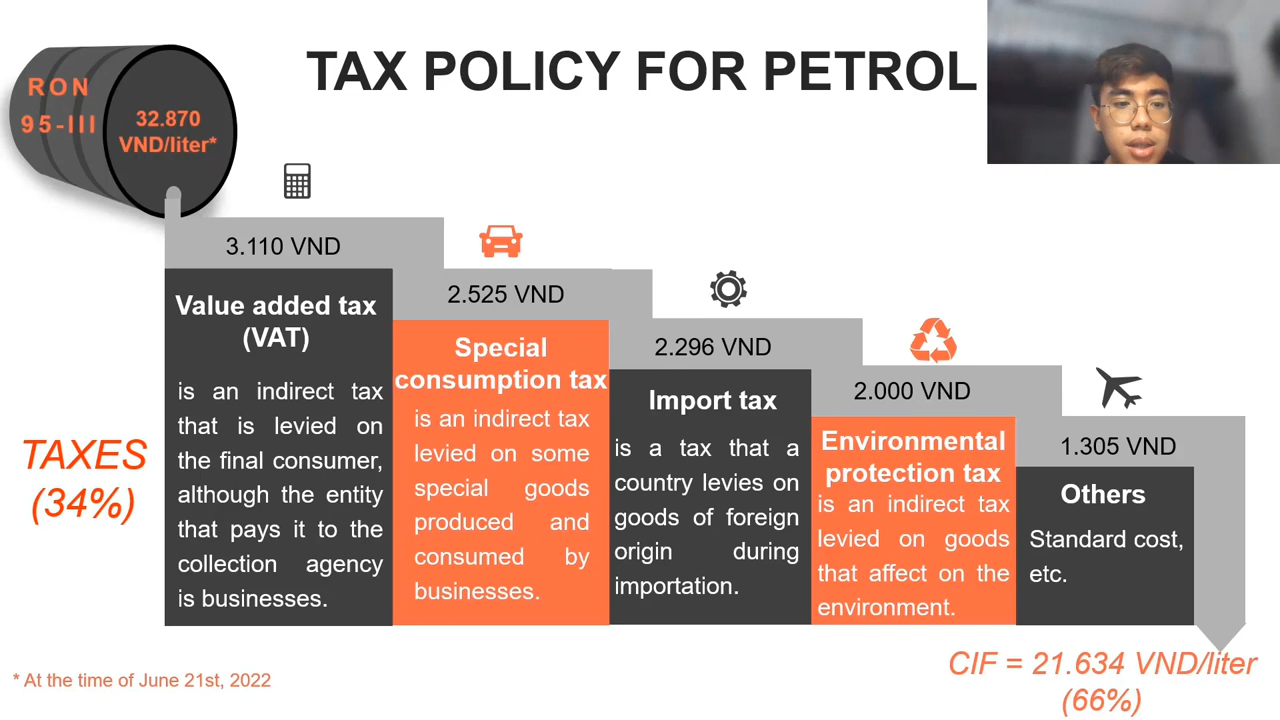 TAX POLICY FOR PETROL
RON
95-III
32.870
VND/liter*
3.110 VND
Value added tax
(VAT)
is an indirect tax
that is levied on
the final consumer,
although the entity
that pays it to the
collection agency
is businesses.
2.525 VND
Special
consumption tax
is an indirect tax
levied on some
special goods
produced and
consumed by
businesses.
2.296 VND
Import tax
is a tax that a
country levies on
goods of foreign
origin during
importation.
2.000 VND
Environmental
protection tax
is an indirect tax
levied on goods
that affect on the
environment.
1.305 VND
Others
Standard cost,
etc.
TAXES
(34%)
CIF = 21.634 VND/liter
(66%)
* At the time of June 21st, 2022